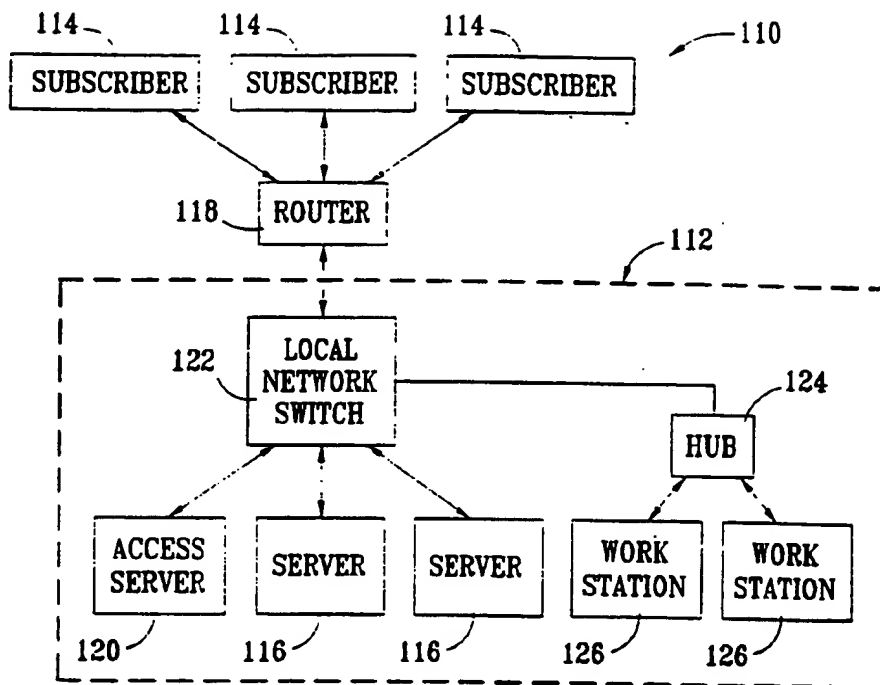 114 114 114 110
SUBSCRIBER SUBSCRIBER SUBSCRIBER
118 ROUTER
112
122 LOCAL NETWORK SWITCH
124
HUB
ACCESS SERVER
SERVER
SERVER
WORK STATION
WORK STATION
120 116 116 126 126